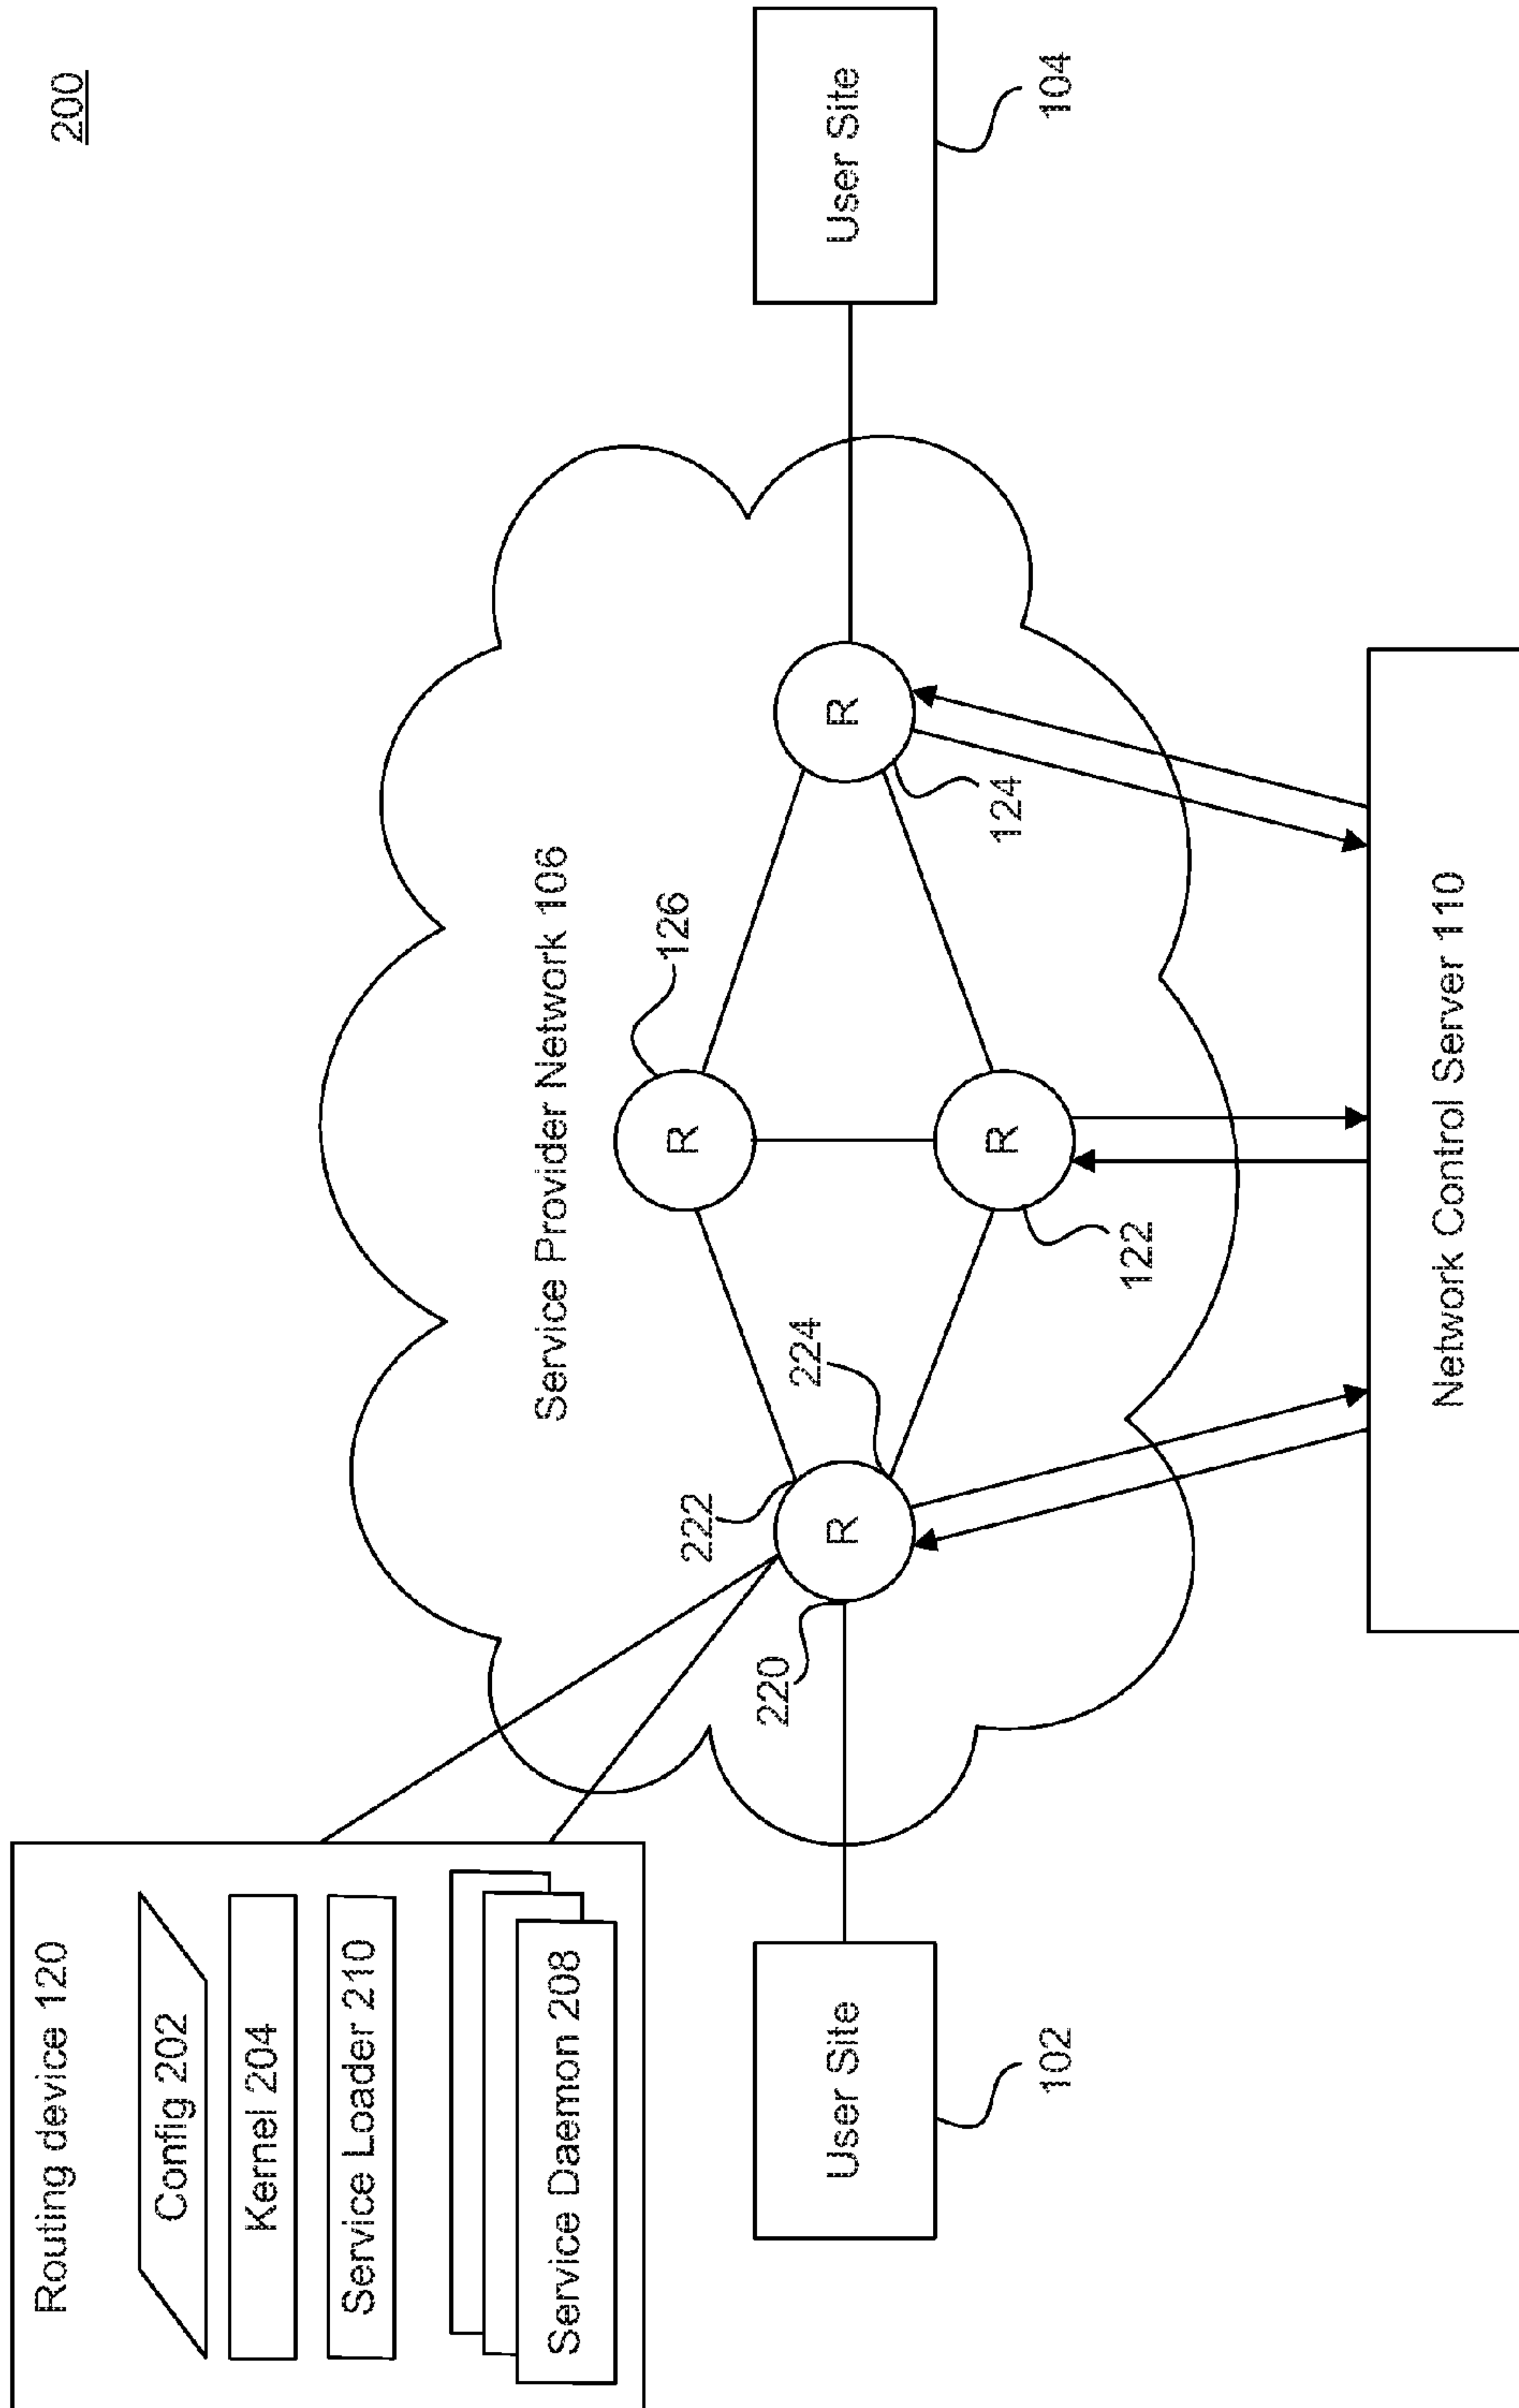 200
Routing device 120
Config 202
Kernel 204
Service Loader 210
Service Daemon 208
Service Provider Network 106
126
R
222
224
R
R
R
220
124
122
User Site
102
User Site
104
Network Control Server 110